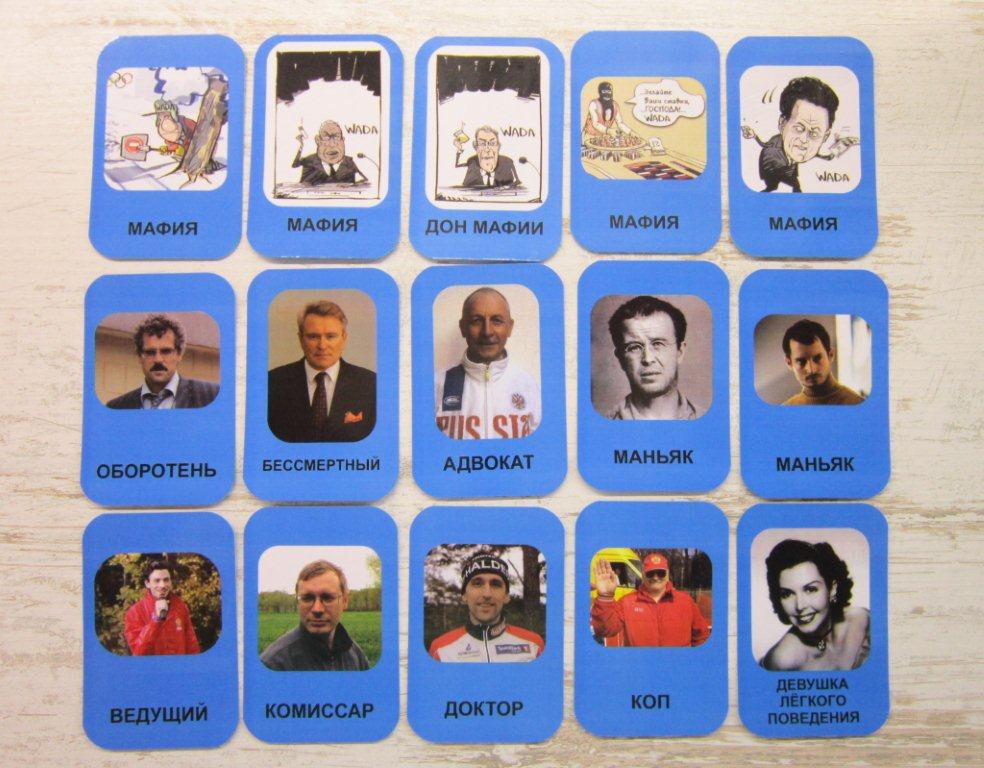 WADA
МАФИЯ
WADA
МАФИЯ
WADA
ДОН МАФИИ
Делайте
Ваши ставки,
ГОСПОДА!..
WADA
МАФИЯ
WADA
МАФИЯ
ОБОРОТЕНЬ
БЕССМЕРТНЫЙ
RUSSIA
АДВОКАТ
МАНЬЯК
МАНЬЯК
ВЕДУЩИЙ
КОМИССАР
HALD
ДОКТОР
КОП
ДЕВУШКА
ЛЁГКОГО
ПОВЕДЕНИЯ